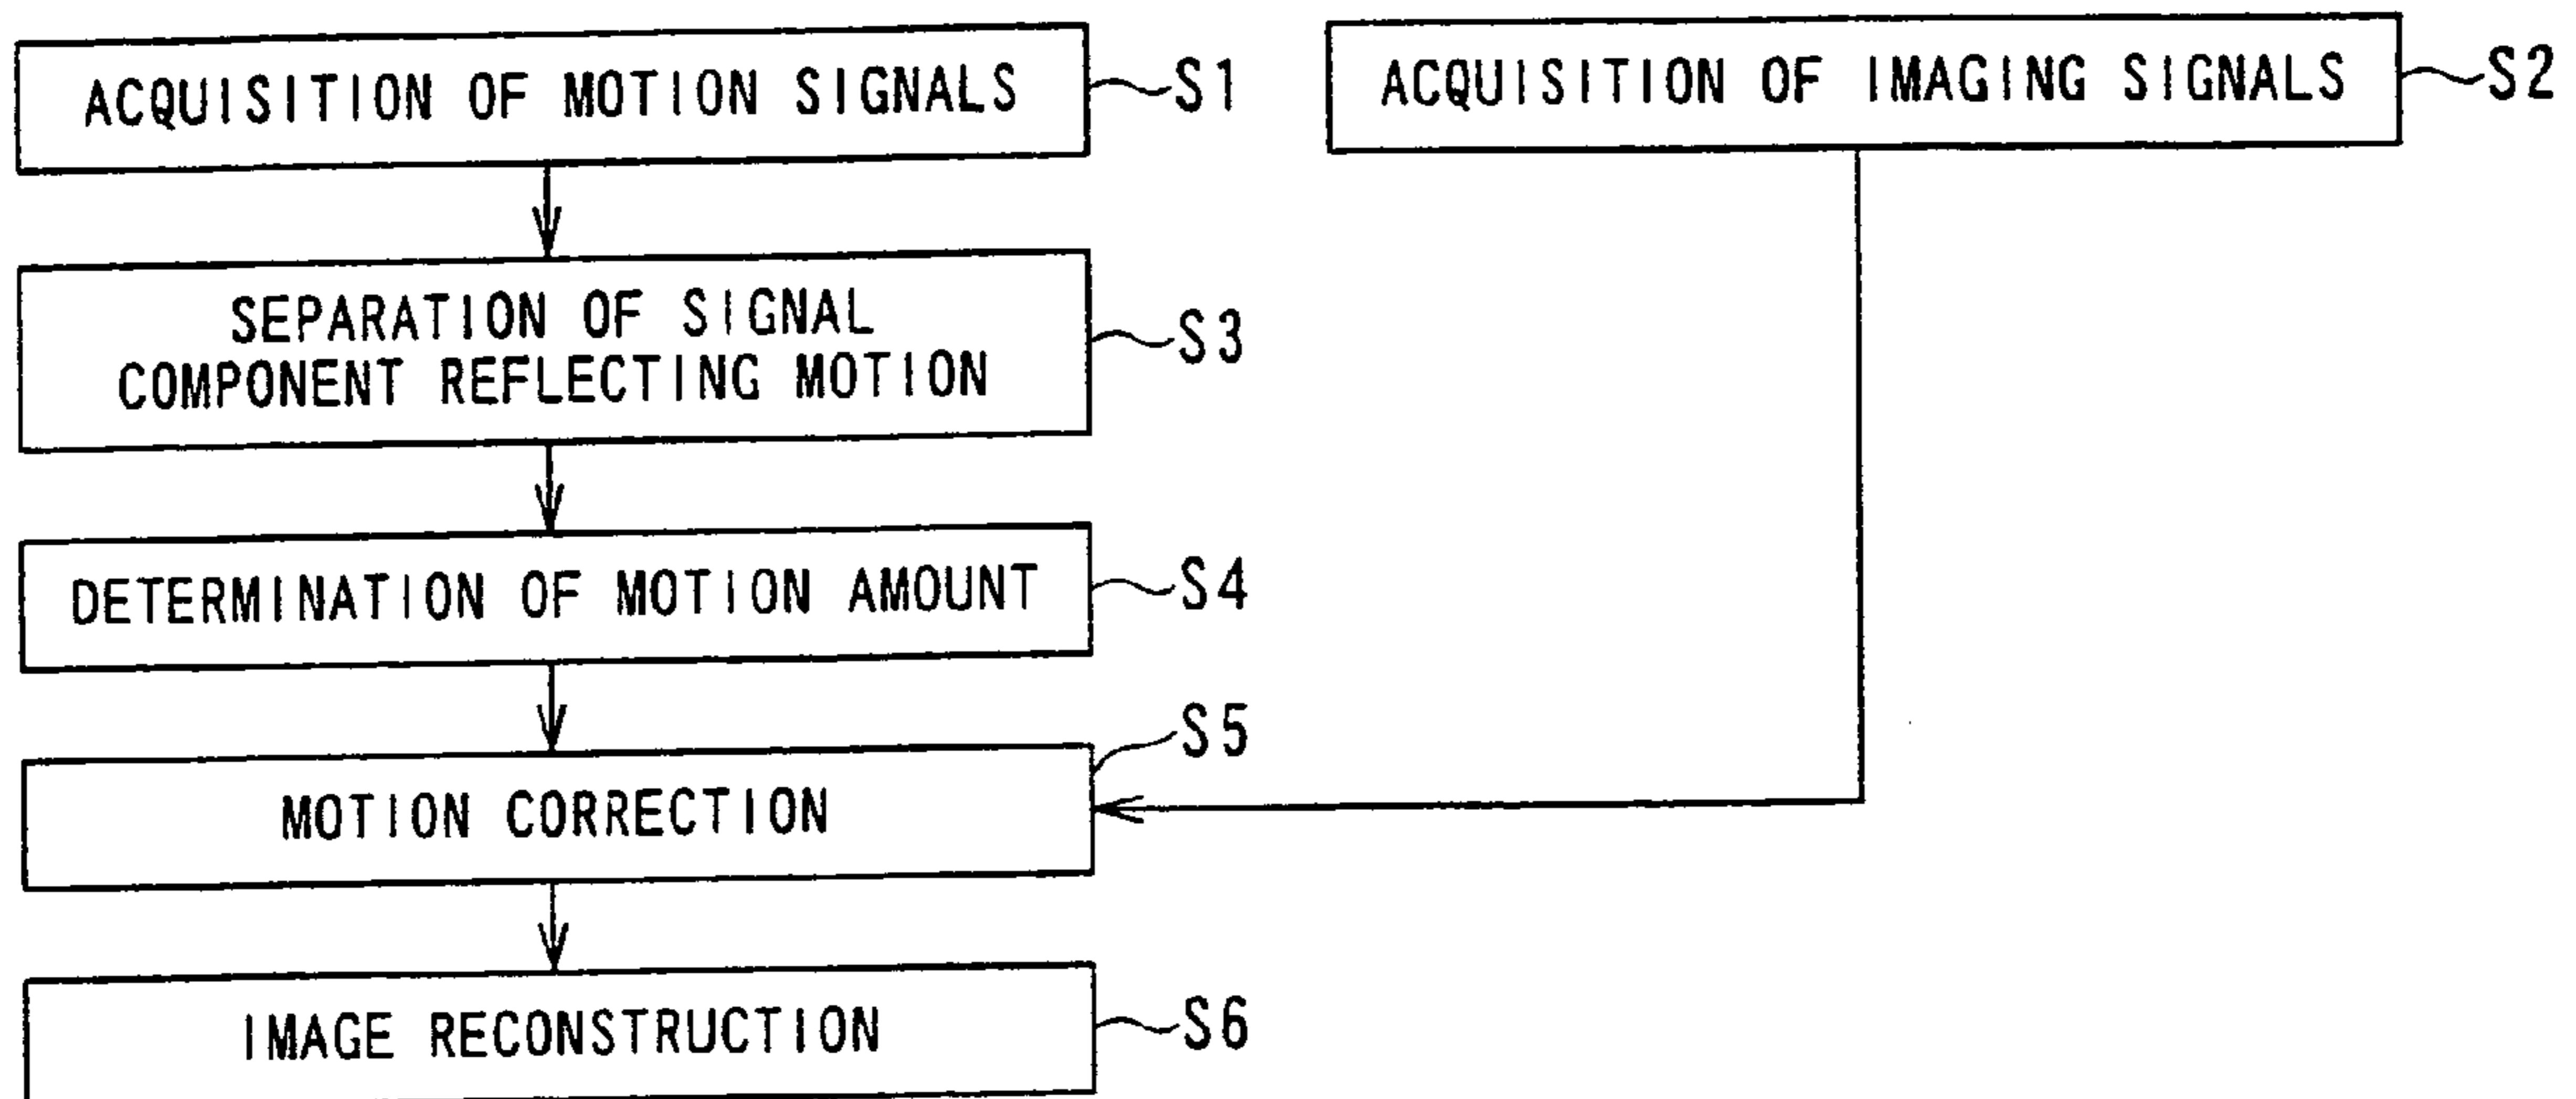 ACQUISITION OF MOTION SIGNALS
S1
ACQUISITION OF IMAGING SIGNALS
S2
SEPARATION OF SIGNAL
COMPONENT REFLECTING MOTION
S3
DETERMINATION OF MOTION AMOUNT
S4
MOTION CORRECTION
S5
IMAGE RECONSTRUCTION
S6